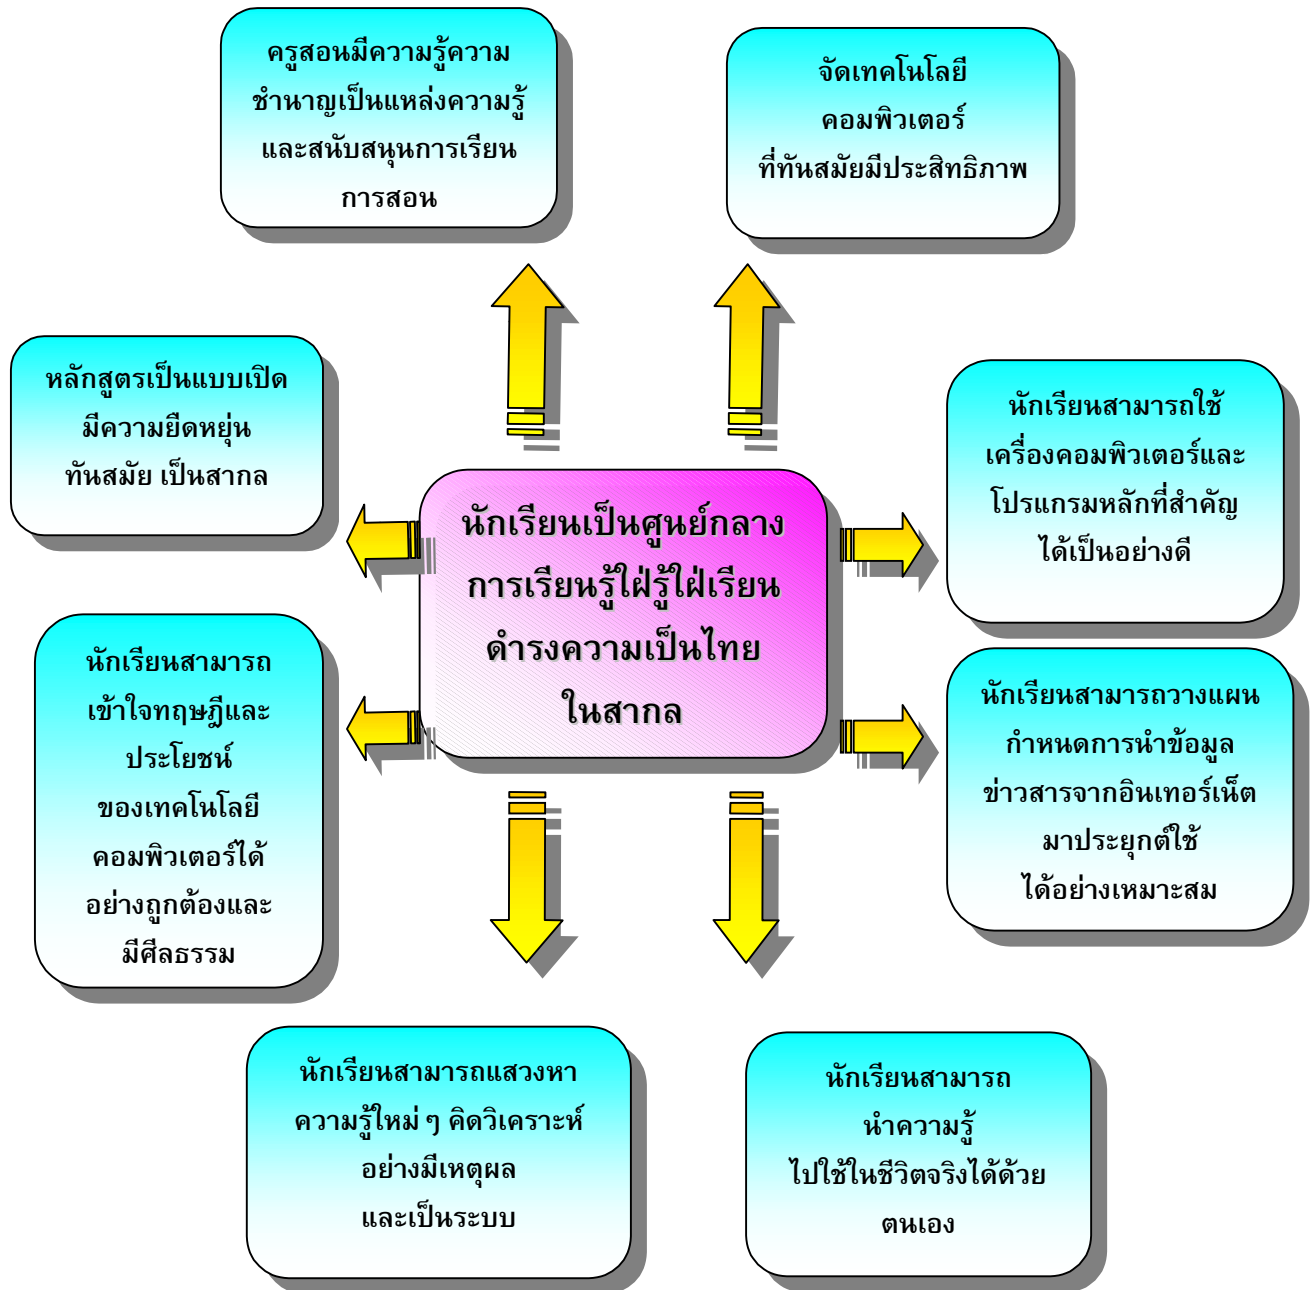 ครูสอนมีความรู้ความ
ชำนาญเป็นแหล่งความรู้
และสนับสนุนการเรียน
การสอน
จัดเทคโนโลยี
คอมพิวเตอร์
ที่ทันสมัยมีประสิทธิภาพ
หลักสูตรเป็นแบบเปิด
มีความยืดหยุ่น
ทันสมัย เป็นสากล
นักเรียนสามารถใช้
เครื่องคอมพิวเตอร์และ
โปรแกรมหลักที่สำคัญ
ได้เป็นอย่างดี
นักเรียนเป็นศูนย์กลาง
การเรียนรู้ใฝ่รู้ใฝ่เรียน
ดำรงความเป็นไทย
ในสากล
นักเรียนสามารถ
เข้าใจทฤษฎีและ
ประโยชน์
ของเทคโนโลยี
คอมพิวเตอร์ได้
อย่างถูกต้องและ
มีศีลธรรม
นักเรียนสามารถวางแผน
กำหนดการนำข้อมูล
ข่าวสารจากอินเทอร์เน็ต
มาประยุกต์ใช้
ได้อย่างเหมาะสม
นักเรียนสามารถแสวงหา
ความรู้ใหม่ ๆ คิดวิเคราะห์
อย่างมีเหตุผล
และเป็นระบบ
นักเรียนสามารถ
นำความรู้
ไปใช้ในชีวิตจริงได้ด้วย
ตนเอง